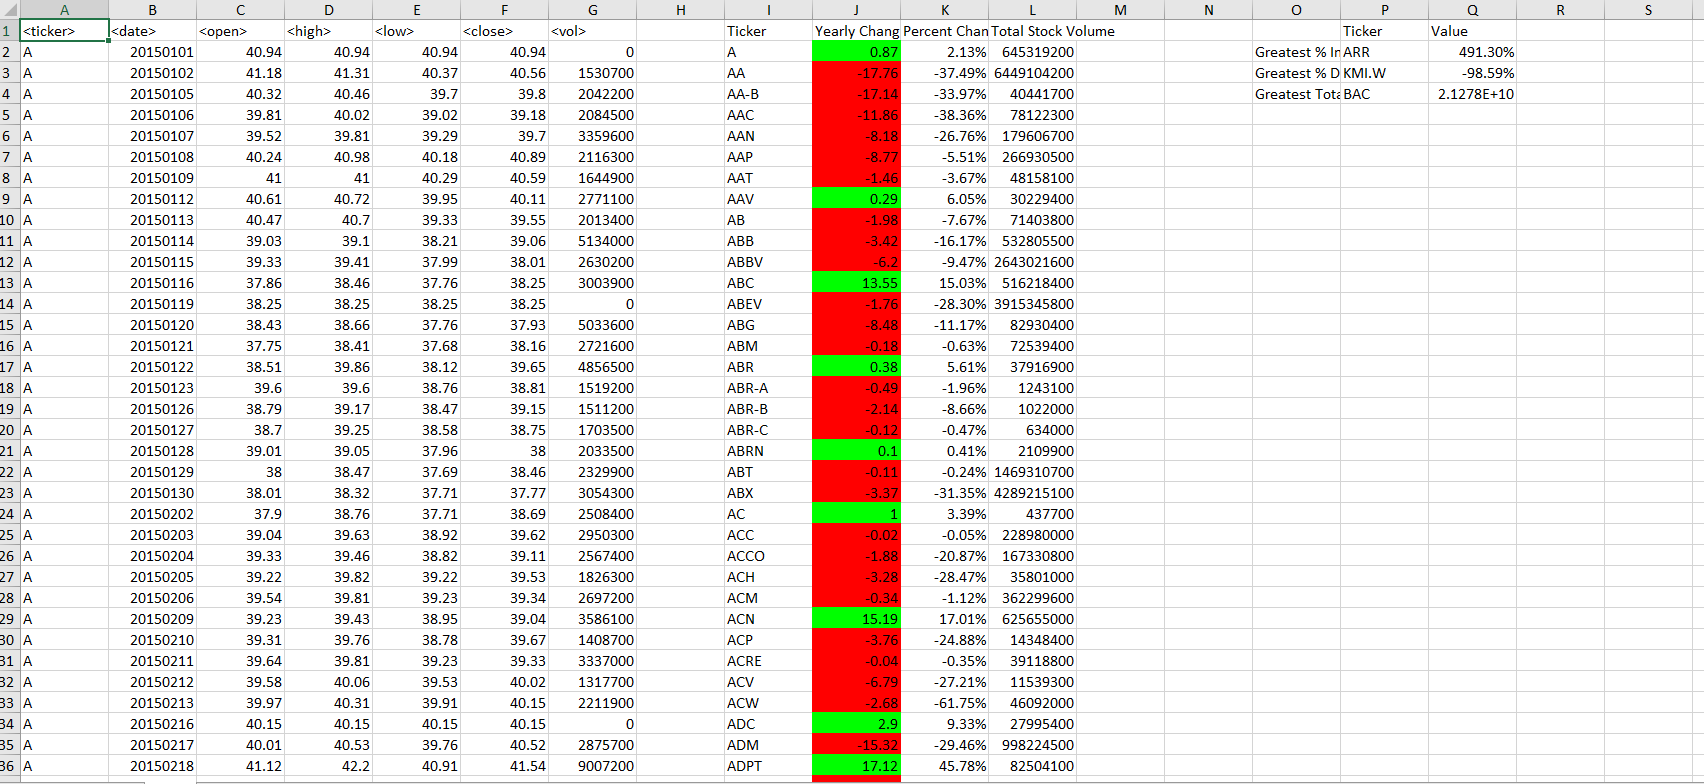 A B C D E F G H I J K L M N O P Q R S
1 <ticker> <date> <open> <high> <low> <close> <vol> Ticker Yearly Chang Percent Chan Total Stock Volume Ticker Value
2 A 20150101 40.94 40.94 40.94 40.94 0 A 0.87 2.13% 645319200 Greatest % In ARR 491.30%
3 A 20150102 41.18 41.31 40.37 40.56 1530700 AA -17.76 -37.49% 6449104200 Greatest % D KMI.W -98.59%
4 A 20150105 40.32 40.46 39.7 39.8 2042200 AA-B -17.14 -33.97% 40441700 Greatest Tota BAC 2.1278E+10
5 A 20150106 39.81 40.02 39.02 39.18 2084500 AAC -11.86 -38.36% 78122300
6 A 20150107 39.52 39.81 39.29 39.7 3359600 AAN -8.18 -26.76% 179606700
7 A 20150108 40.24 40.98 40.18 40.89 2116300 AAP -8.77 -5.51% 266930500
8 A 20150109 41 41 40.29 40.59 1644900 AAT -1.46 -3.67% 48158100
9 A 20150112 40.61 40.72 39.95 40.11 2771100 AAV 0.29 6.05% 30229400
10 A 20150113 40.47 40.7 39.33 39.55 2013400 AB -1.98 -7.67% 71403800
11 A 20150114 39.03 39.1 38.21 39.06 5134000 ABB -3.42 -16.17% 532805500
12 A 20150115 39.33 39.41 37.99 38.01 2630200 ABBV -6.2 -9.47% 2643021600
13 A 20150116 37.86 38.46 37.76 38.25 3003900 ABC 13.55 15.03% 516218400
14 A 20150119 38.25 38.25 38.25 38.25 0 ABEV -1.76 -28.30% 3915345800
15 A 20150120 38.43 38.66 37.76 37.93 5033600 ABG -8.48 -11.17% 82930400
16 A 20150121 37.75 38.41 37.68 38.16 2721600 ABM -0.18 -0.63% 72539400
17 A 20150122 38.51 39.86 38.12 39.65 4856500 ABR 0.38 5.61% 37916900
18 A 20150123 39.6 39.6 38.76 38.81 1519200 ABR-A -0.49 -1.96% 1243100
19 A 20150126 38.79 39.17 38.47 39.15 1511200 ABR-B -2.14 -8.66% 1022000
20 A 20150127 38.7 39.25 38.58 38.75 1703500 ABR-C -0.12 -0.47% 634000
21 A 20150128 39.01 39.05 37.96 38 2033500 ABRN 0.1 0.41% 2109900
22 A 20150129 38 38.47 37.69 38.46 2329900 ABT -0.11 -0.24% 1469310700
23 A 20150130 38.01 38.32 37.71 37.77 3054300 ABX -3.37 -31.35% 4289215100
24 A 20150202 37.9 38.76 37.71 38.69 2508400 AC 1 3.39% 437700
25 A 20150203 39.04 39.63 38.92 39.62 2950300 ACC -0.02 -0.05% 228980000
26 A 20150204 39.33 39.46 38.82 39.11 2567400 ACCO -1.88 -20.87% 167330800
27 A 20150205 39.22 39.82 39.22 39.53 1826300 ACH -3.28 -28.47% 35801000
28 A 20150206 39.54 39.81 39.23 39.34 2697200 ACM -0.34 -1.12% 362299600
29 A 20150209 39.23 39.43 38.95 39.04 3586100 ACN 15.19 17.01% 625655000
30 A 20150210 39.31 39.76 38.78 39.67 1408700 ACP -3.76 -24.88% 14348400
31 A 20150211 39.64 39.81 39.23 39.33 3337000 ACRE -0.04 -0.35% 39118800
32 A 20150212 39.58 40.06 39.53 40.02 1317700 ACV -6.79 -27.21% 11539300
33 A 20150213 39.97 40.31 39.91 40.15 2211900 ACW -2.68 -61.75% 46092000
34 A 20150216 40.15 40.15 40.15 40.15 0 ADC 2.9 9.33% 27995400
35 A 20150217 40.01 40.53 39.76 40.52 2875700 ADM -15.32 -29.46% 998224500
36 A 20150218 41.12 42.2 40.91 41.54 9007200 ADPT 17.12 45.78% 82504100